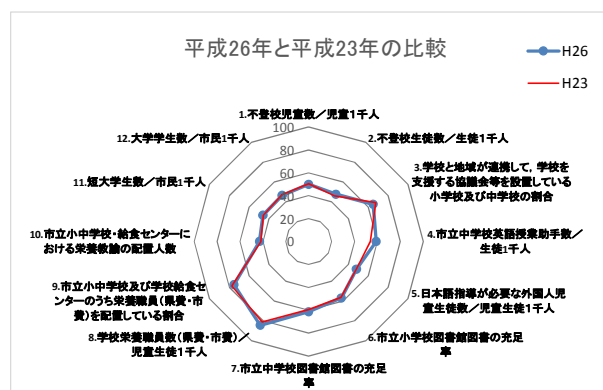 平成26年と平成23年の比較
H26
H23
1.不登校児童数／児童1千人
2.不登校生徒数／生徒1千人
3.学校と地域が連携して，学校を
支援する協議会等を設置している
小学校及び中学校の割合
4.市立中学校英語授業助手数／
生徒1千人
5.日本語指導が必要な外国人児
童生徒数／児童生徒1千人
6.市立小学校図書館図書の充足
率
7.市立中学校図書館図書の充足
率
8.学校栄養職員数（県費・市費）／
児童生徒1千人
9.市立小中学校及び学校給食セ
ンターのうち栄養職員（県費・市
費）を配置している割合
10.市立小中学校・給食センターに
おける栄養教諭の配置人数
11.短大学生数／市民1千人
12.大学学生数／市民1千人
100
80
60
40
20
0